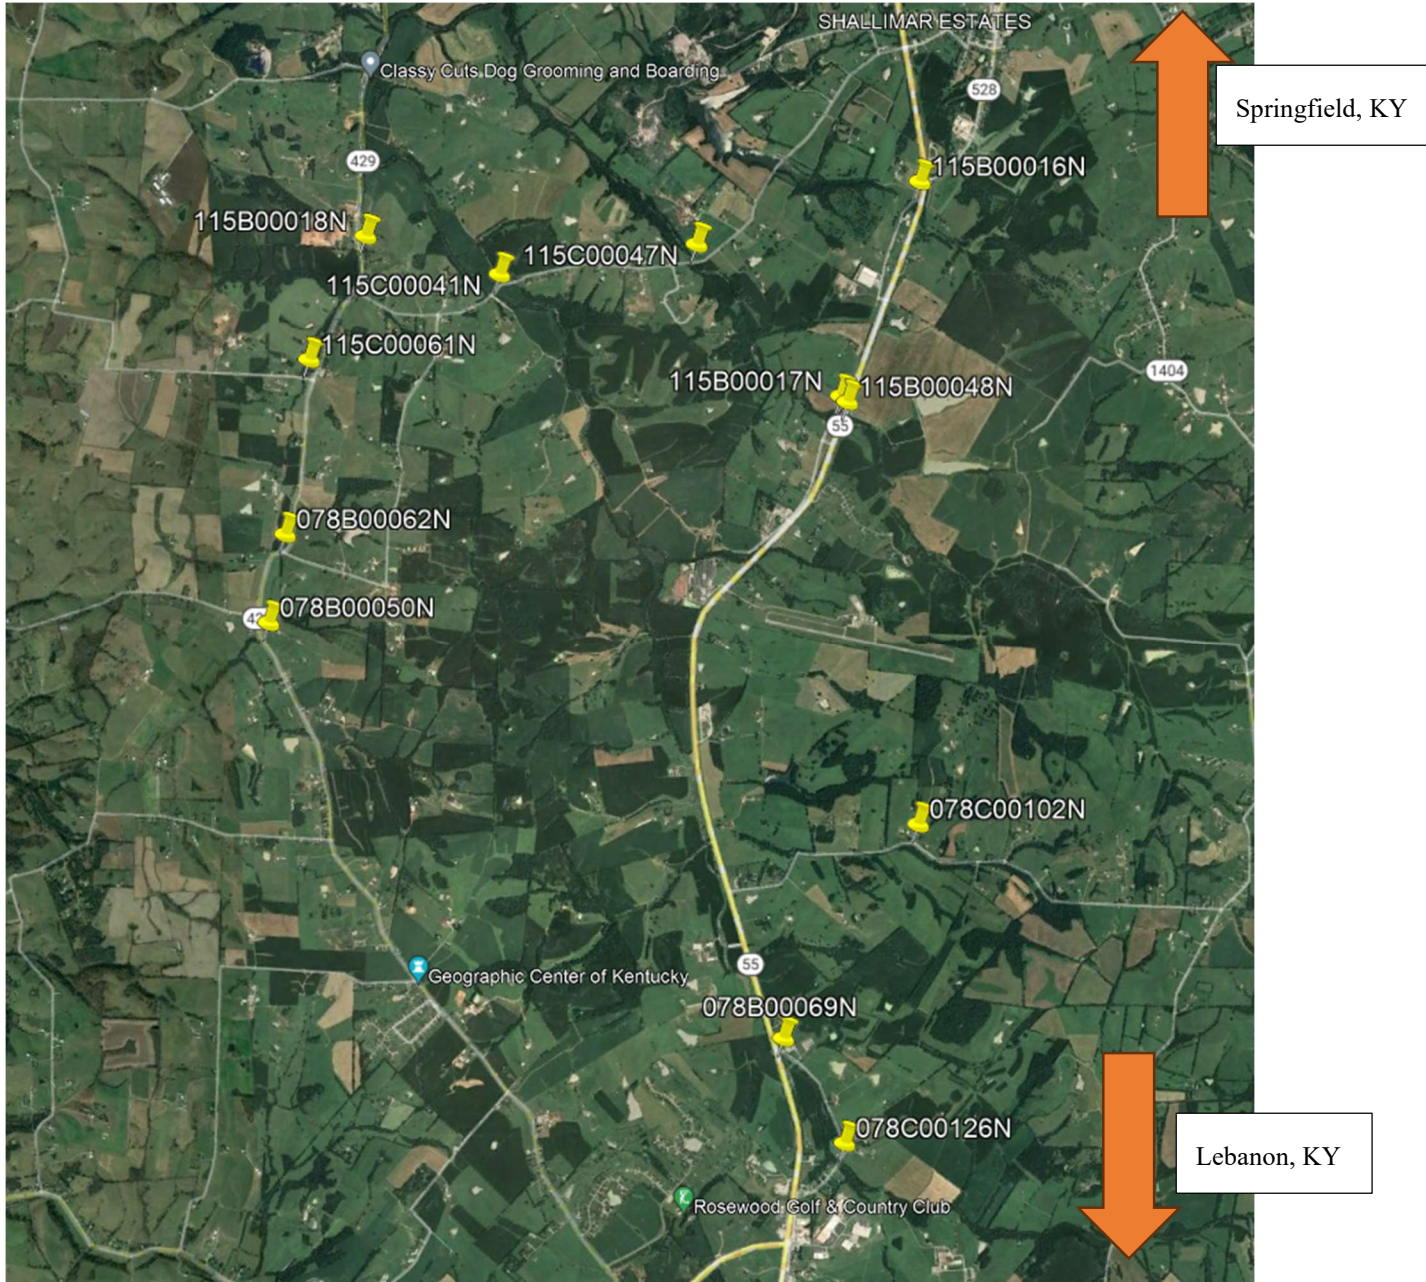 SHALLIMAR ESTATES
Classy Cuts Dog Grooming and Boarding
528
Springfield, KY
429
115B00016N
115B00018N
115C00047N
115C00041N
115C00061N
1404
115B00017N
115B00048N
55
078B00062N
078B00050N
078C00102N
55
Geographic Center of Kentucky
078B00069N
078C00126N
Lebanon, KY
Rosewood Golf & Country Club